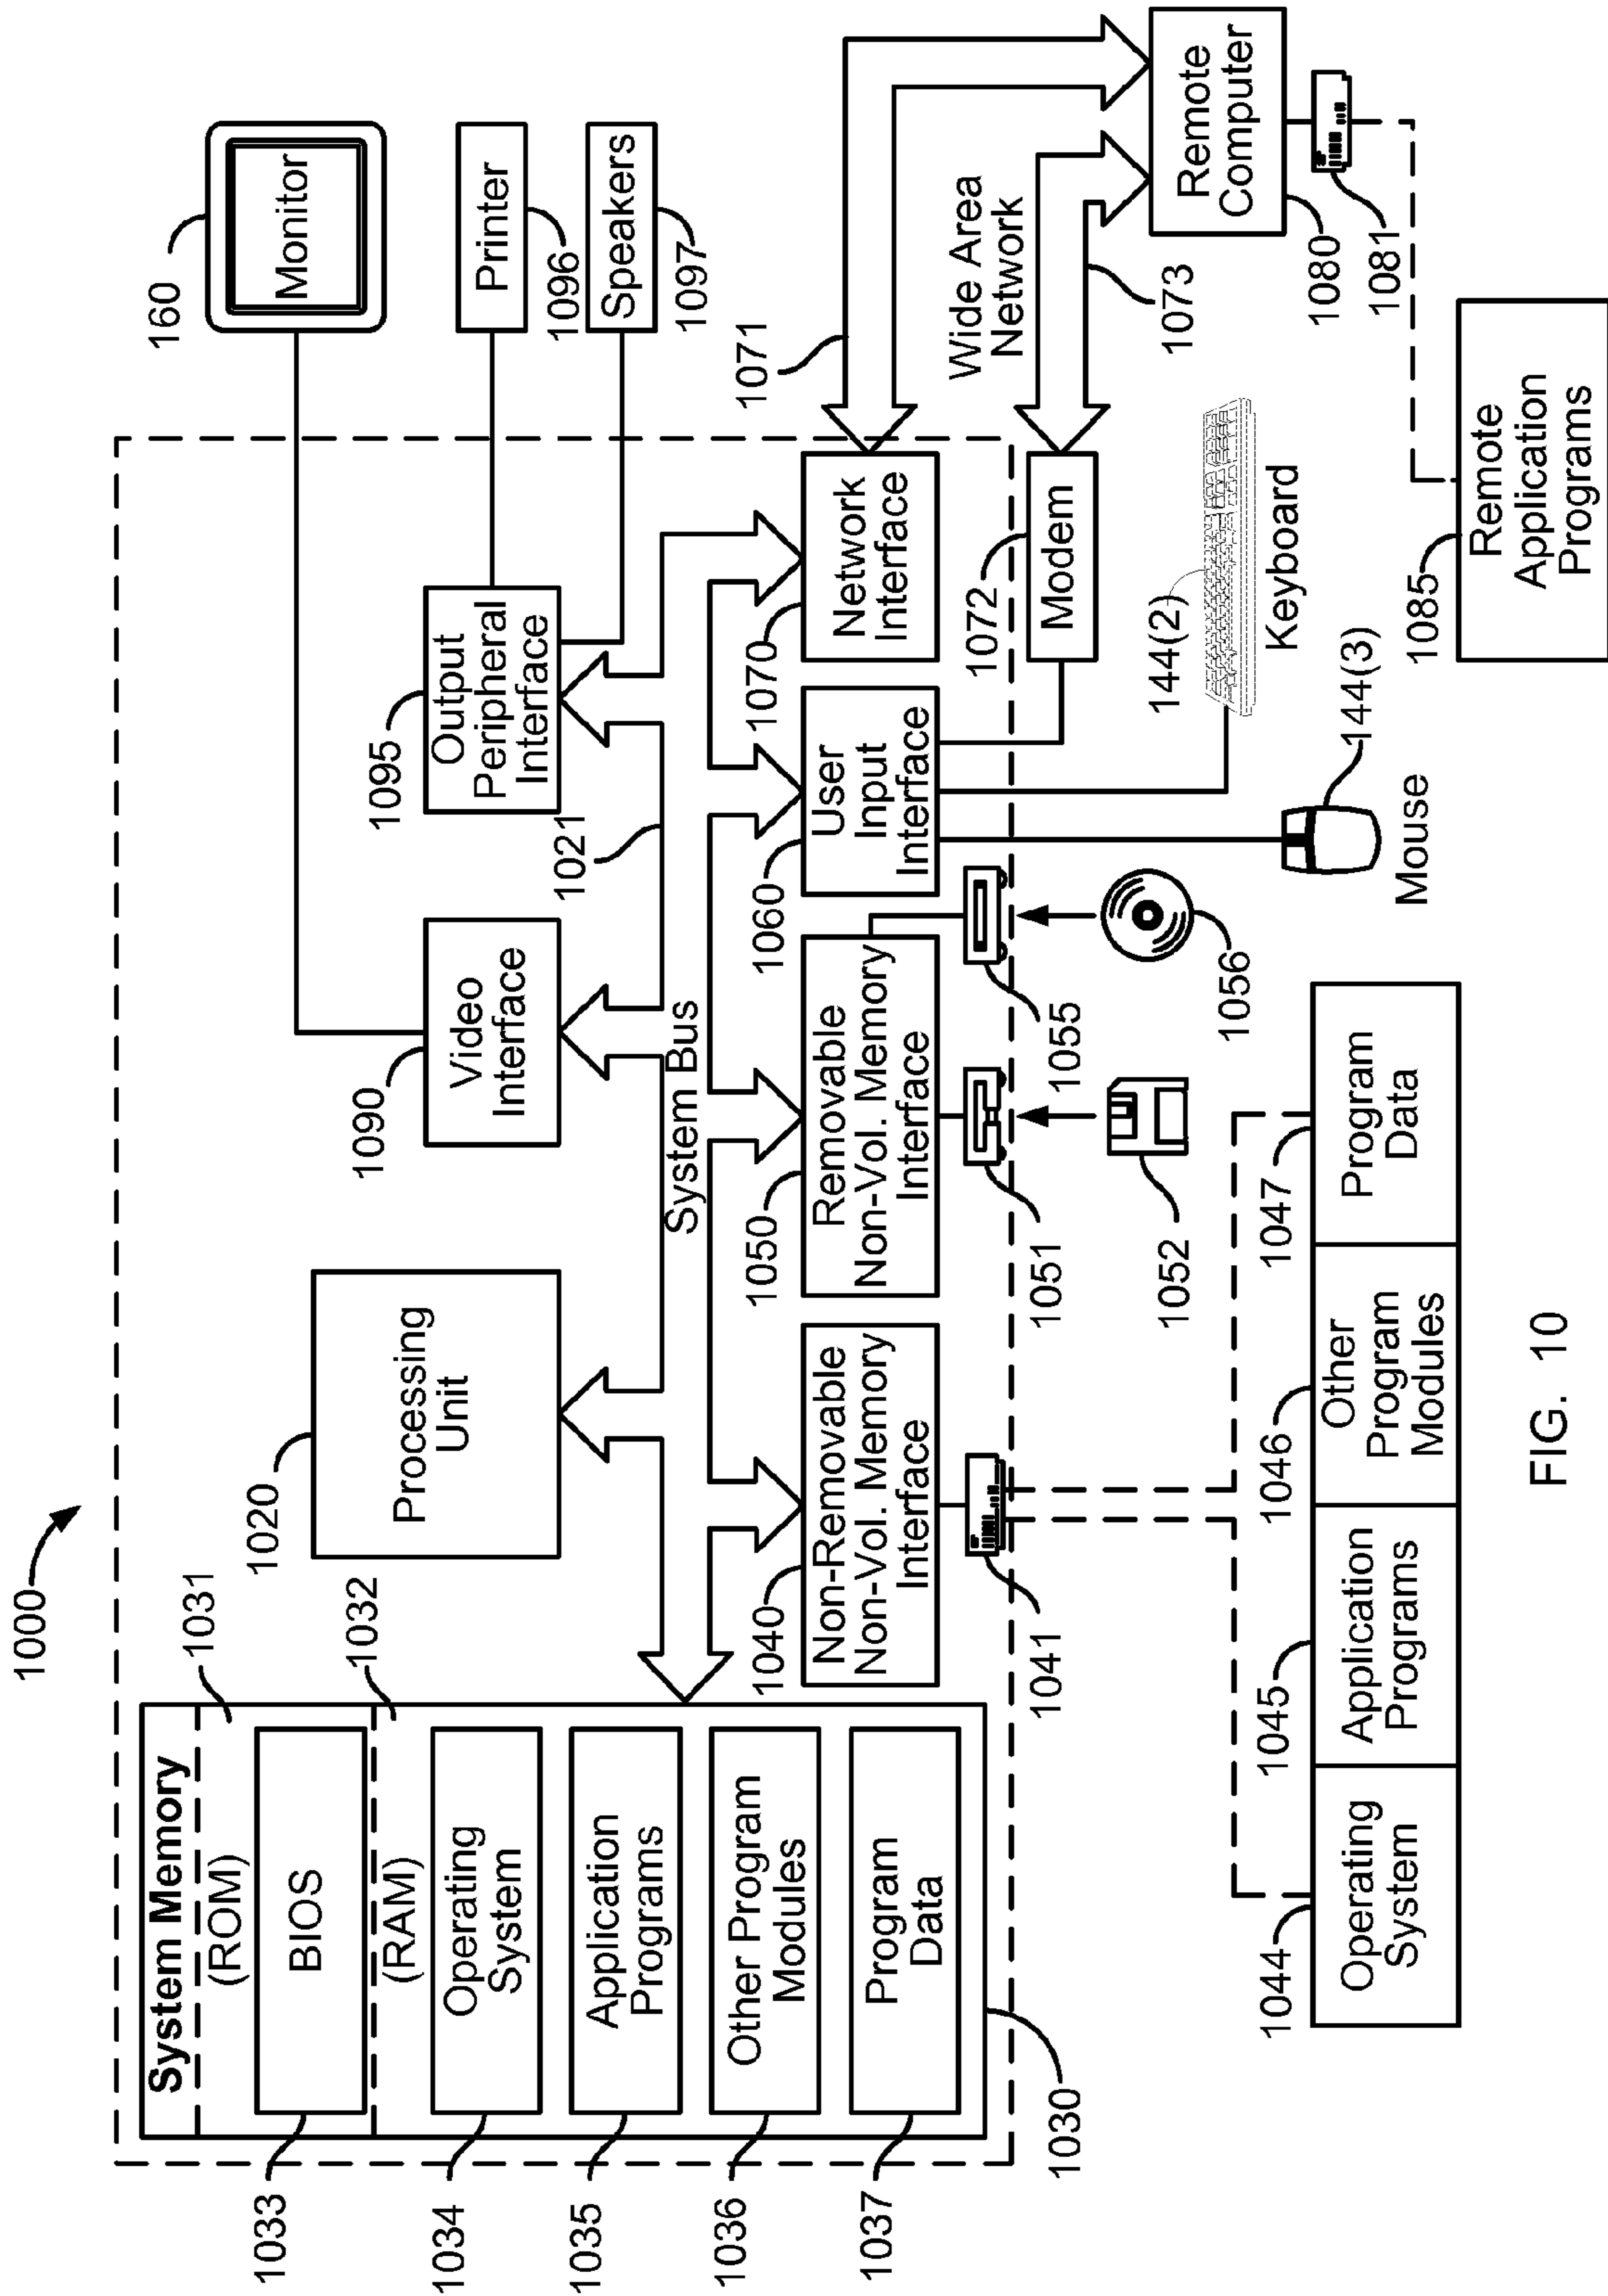 1000
System Memory
(ROM)
1031
BIOS
1033
(RAM)
1032
Operating
System
1034
Application
Programs
1035
Other Program
Modules
1036
Program
Data
1037
1030
1020
Processing
Unit
1090
Video
Interface
1095
Output
Peripheral
Interface
160
Monitor
Printer
1096
Speakers
1097
1021
System Bus
1040
Non-Removable
Non-Vol. Memory
Interface
1050
Removable
Non-Vol. Memory
Interface
1060
User
Input
Interface
1070
Network
Interface
1071
Wide Area
Network
1073
1072
Modem
1041
1051
1055
1052
1056
Mouse
144(3)
144(2)
Keyboard
Remote
Computer
1080
1081
1085
Remote
Application
Programs
1044
Operating
System
1045
Application
Programs
1046
Other
Program
Modules
1047
Program
Data
FIG. 10